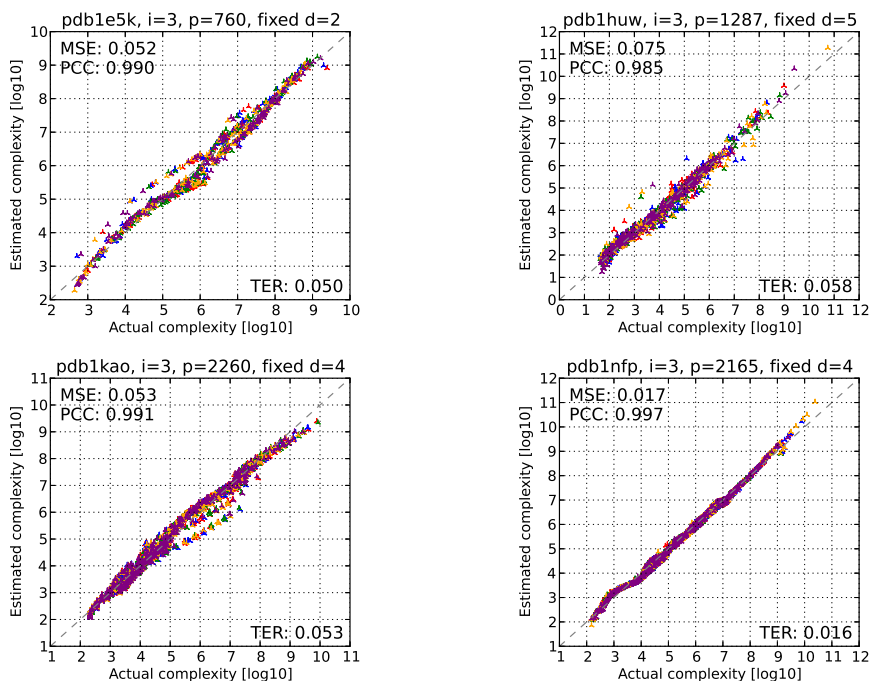 pdb1e5k, i=3, p=760, fixed d=2
MSE: 0.052
PCC: 0.990
TER: 0.050
Estimated complexity [log10]
10
9
8
7
6
5
4
3
2
2 3 4 5 6 7 8 9 10
Actual complexity [log10]
pdb1huw, i=3, p=1287, fixed d=5
MSE: 0.075
PCC: 0.985
TER: 0.058
Estimated complexity [log10]
12
11
10
9
8
7
6
5
4
3
2
1
0
0 1 2 3 4 5 6 7 8 9 10 11 12
Actual complexity [log10]
pdb1kao, i=3, p=2260, fixed d=4
MSE: 0.053
PCC: 0.991
TER: 0.053
Estimated complexity [log10]
11
10
9
8
7
6
5
4
3
2
1
1 2 3 4 5 6 7 8 9 10 11
Actual complexity [log10]
pdb1nfp, i=3, p=2165, fixed d=4
MSE: 0.017
PCC: 0.997
TER: 0.016
Estimated complexity [log10]
12
11
10
9
8
7
6
5
4
3
2
1
1 2 3 4 5 6 7 8 9 10 11 12
Actual complexity [log10]